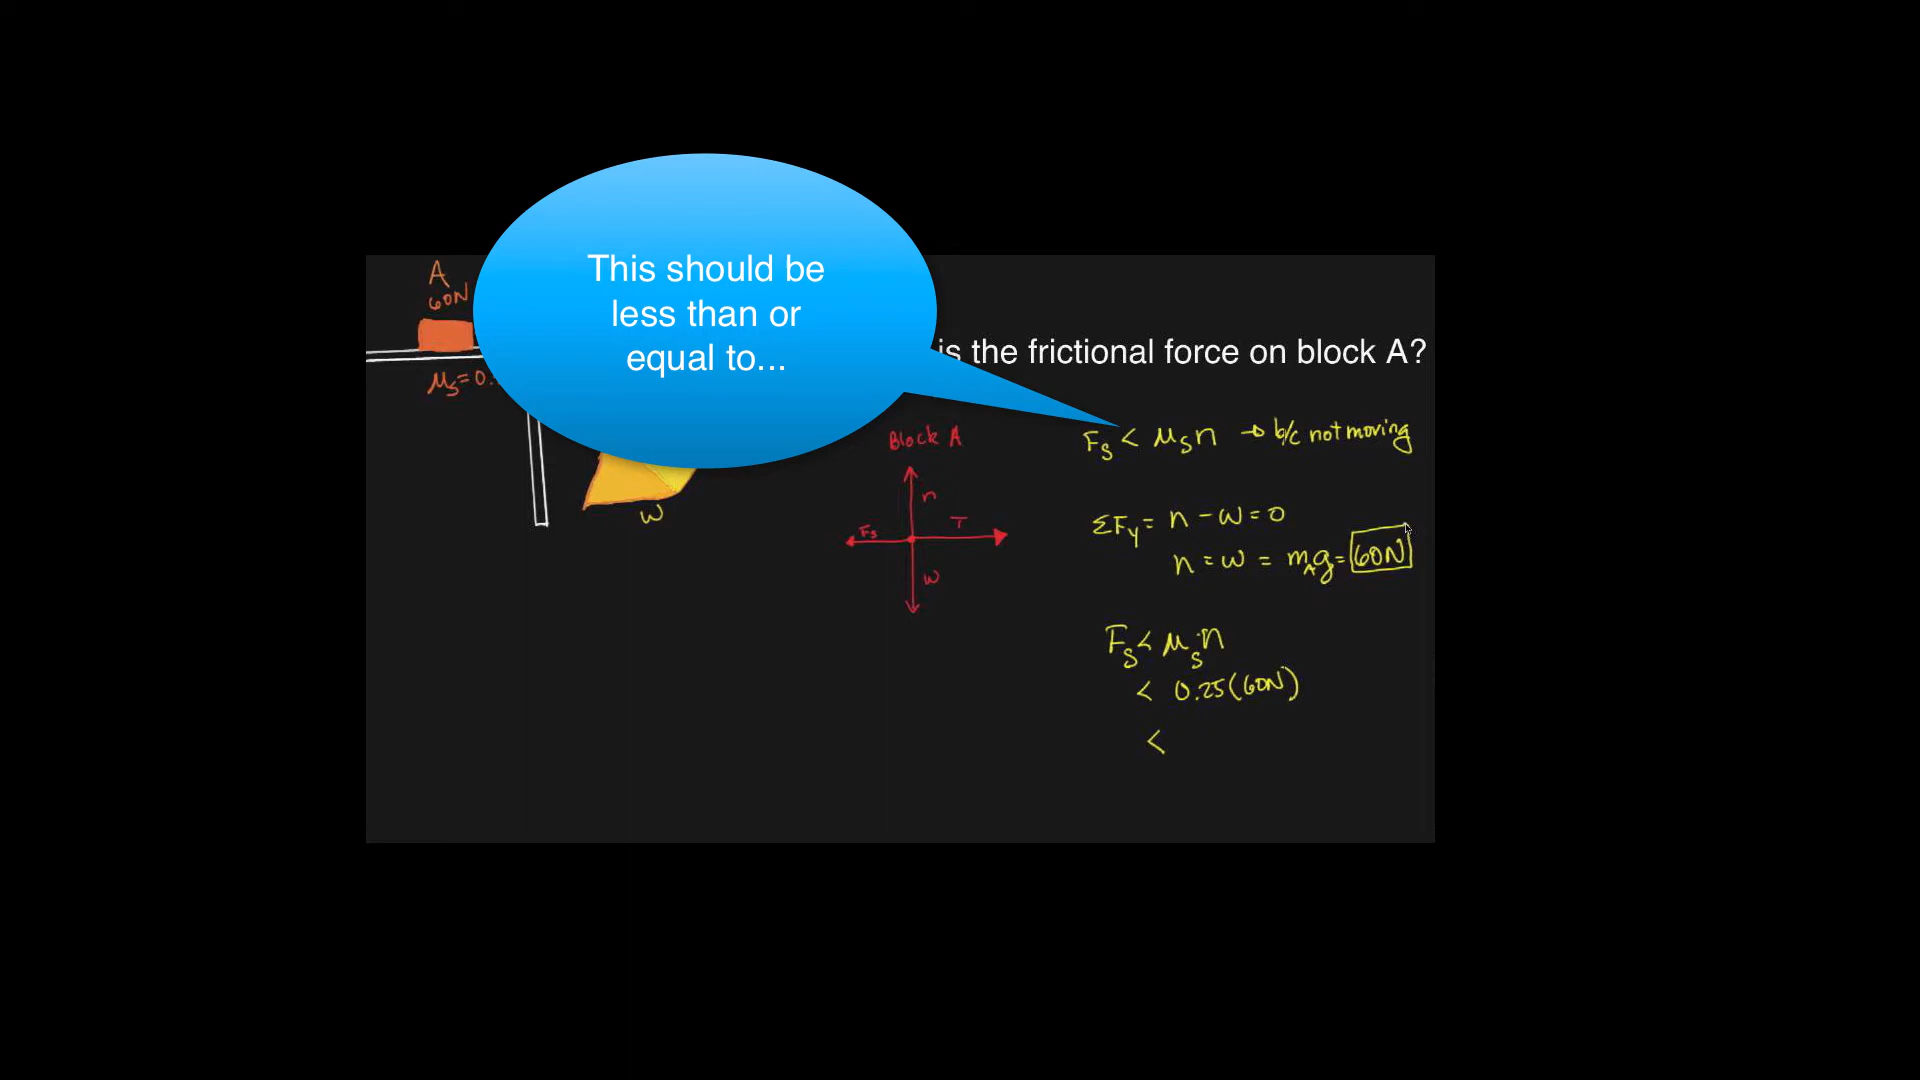 This should be
less than or
equal to...
is the frictional force on block A?
A
60N
μs=0.
w
Block A
n
Fs
T
w
Fs < μsn → b/c not moving
ΣFy= n - w = 0
n = w = mAg= 60N
Fs < μs·n
< 0.25(60N)
<